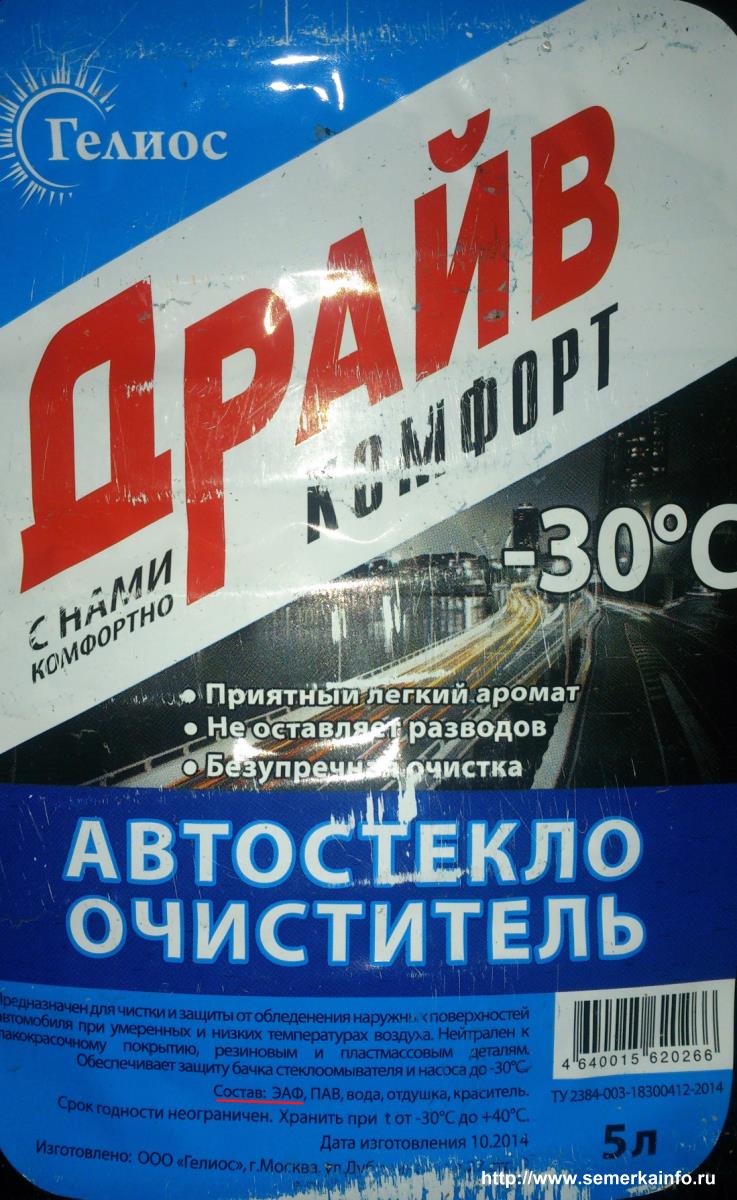 Гелиос
ДРАЙВ
КОМФОРТ
С НАМИ
КОМФОРТНО
-30°C
• Приятный легкий аромат
• Не оставляет разводов
• Безупречная очистка
АВТОСТЕКЛО
ОЧИСТИТЕЛЬ
Предназначен для чистки и защиты от обледенения наружных поверхностей
автомобиля при умеренных и низких температурах воздуха. Нейтрален к
лакокрасочному покрытию, резиновым и пластмассовым деталям.
Обеспечивает защиту бачка стеклоомывателя и насоса до -30°C
Состав: ЭАФ, ПАВ, вода, отдушка, краситель.
Срок годности неограничен. Хранить при t от -30°C до +40°C.
Дата изготовления 10.2014
Изготовлено: ООО «Гелиос», г.Москва, ул.
4 640015 620266
ТУ 2384-003-18300412-2014
5 л
http://www.semerkainfo.ru